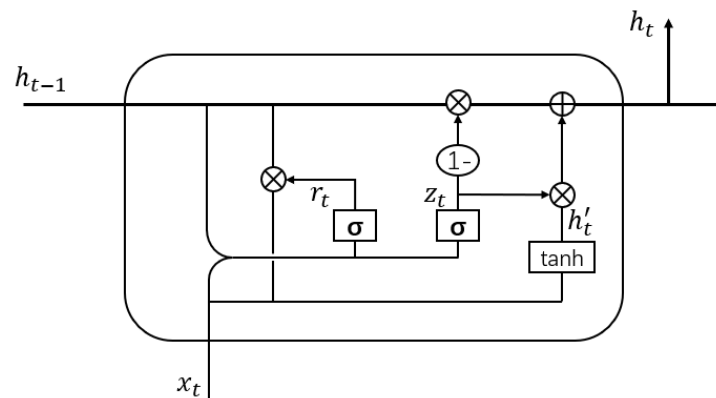 h_t
h_{t-1}
1-
r_t
z_t
h'_t
σ
σ
tanh
x_t